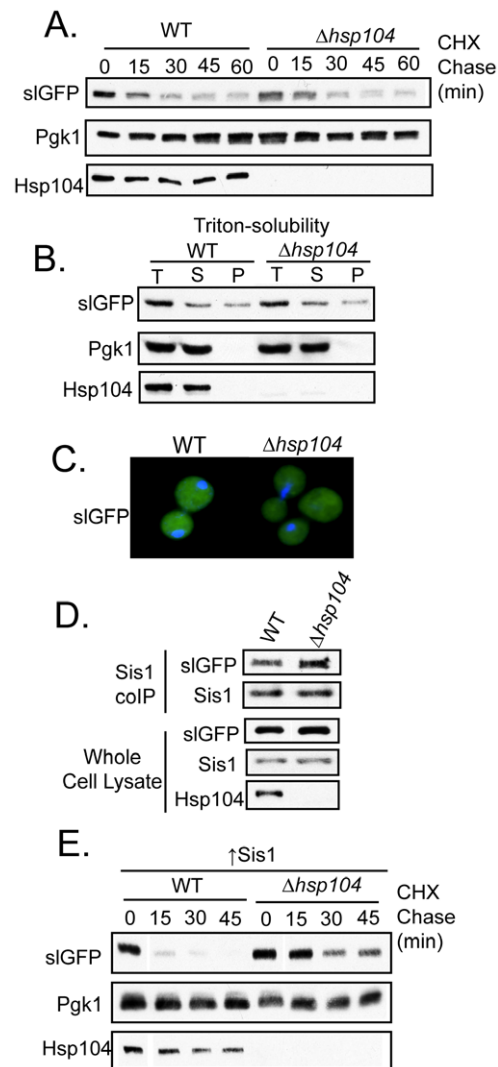 A.
WT Δhsp104
0 15 30 45 60 0 15 30 45 60
CHX
Chase
(min)
slGFP
Pgk1
Hsp104
B.
Triton-solubility
WT Δhsp104
T S P T S P
slGFP
Pgk1
Hsp104
C.
WT Δhsp104
slGFP
D.
WT Δhsp104
Sis1
coIP
slGFP
Sis1
Whole
Cell Lysate
slGFP
Sis1
Hsp104
E.
↑Sis1
WT Δhsp104
0 15 30 45 0 15 30 45
CHX
Chase
(min)
slGFP
Pgk1
Hsp104